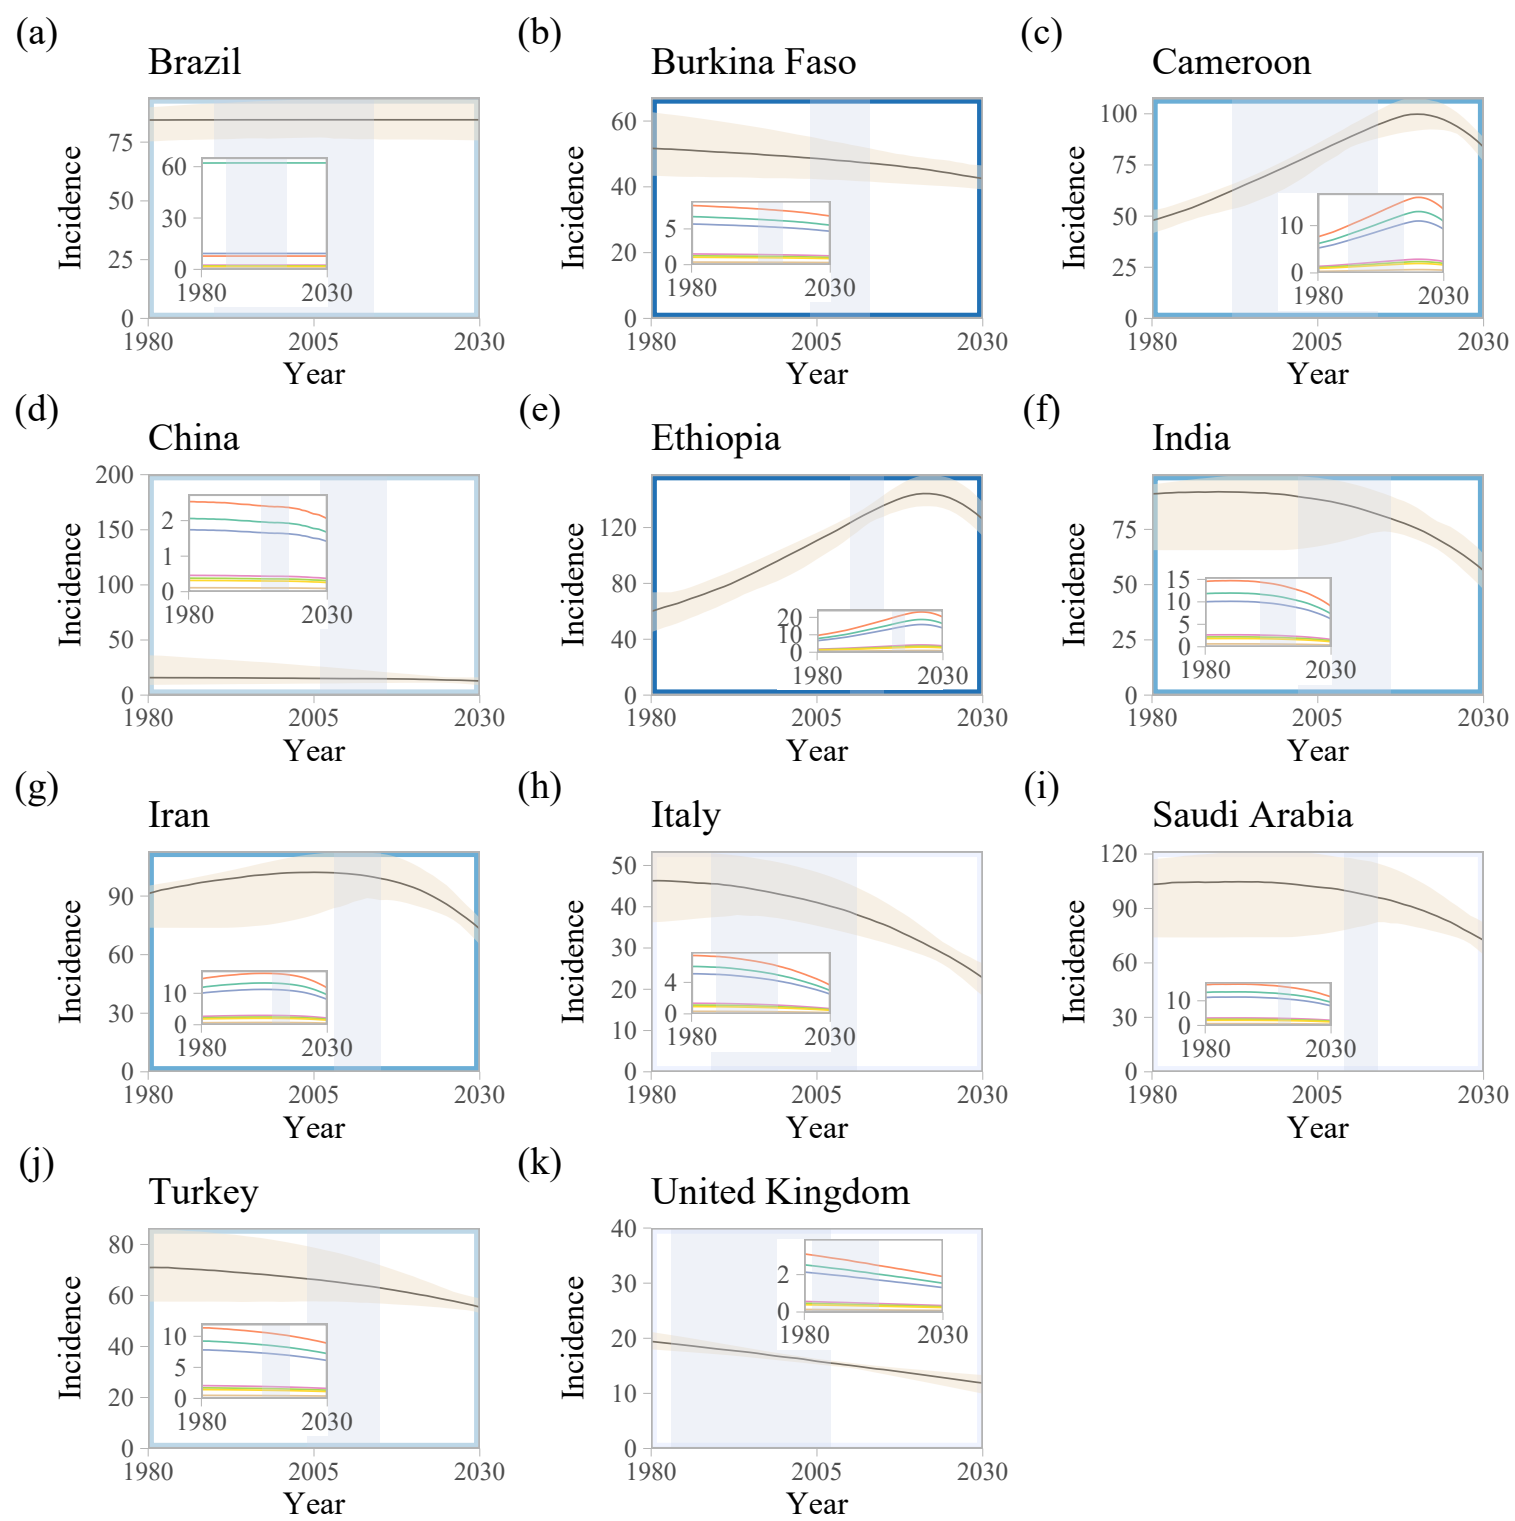 (a)
Brazil
Incidence
75
50
25
0
60
30
0
1980 2030
1980 2005 2030
Year
(b)
Burkina Faso
Incidence
60
40
20
0
5
0
1980 2030
1980 2005 2030
Year
(c)
Cameroon
Incidence
100
75
50
25
0
10
0
1980 2030
1980 2005 2030
Year
(d)
China
Incidence
200
150
100
50
0
2
1
0
1980 2030
1980 2005 2030
Year
(e)
Ethiopia
Incidence
120
80
40
0
20
10
0
1980 2030
1980 2005 2030
Year
(f)
India
Incidence
75
50
25
0
15
10
5
0
1980 2030
1980 2005 2030
Year
(g)
Iran
Incidence
90
60
30
0
10
0
1980 2030
1980 2005 2030
Year
(h)
Italy
Incidence
50
40
30
20
10
0
4
0
1980 2030
1980 2005 2030
Year
(i)
Saudi Arabia
Incidence
120
90
60
30
0
10
0
1980 2030
1980 2005 2030
Year
(j)
Turkey
Incidence
80
60
40
20
0
10
5
0
1980 2030
1980 2005 2030
Year
(k)
United Kingdom
Incidence
40
30
20
10
0
2
0
1980 2030
1980 2005 2030
Year